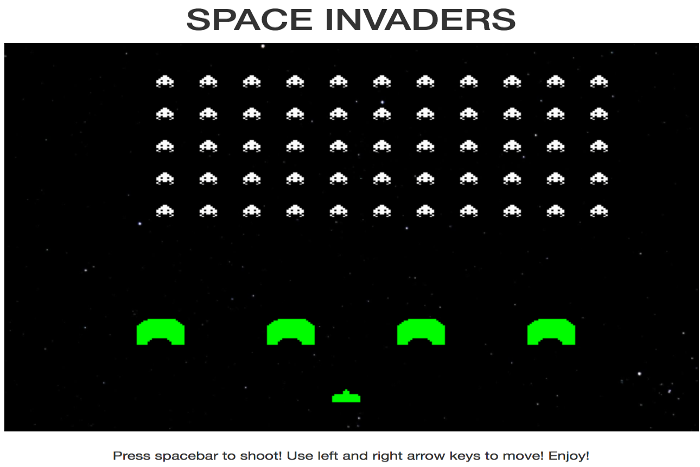 SPACE INVADERS
Press spacebar to shoot! Use left and right arrow keys to move! Enjoy!